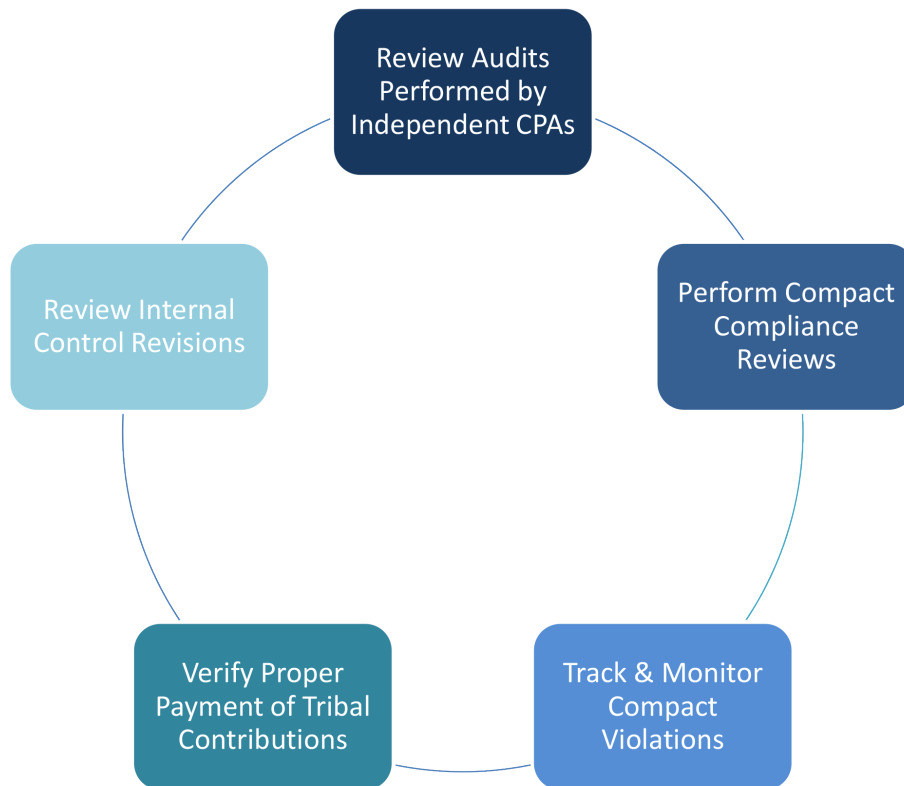 Review Audits
Performed by
Independent CPAs
Perform Compact
Compliance
Reviews
Track & Monitor
Compact
Violations
Verify Proper
Payment of Tribal
Contributions
Review Internal
Control Revisions